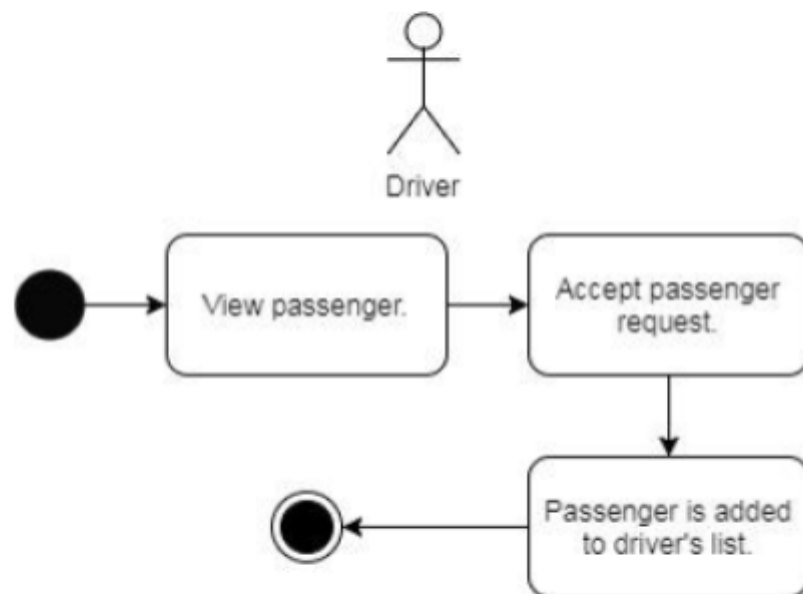 Driver
View passenger.
Accept passenger
request.
Passenger is added
to driver's list.